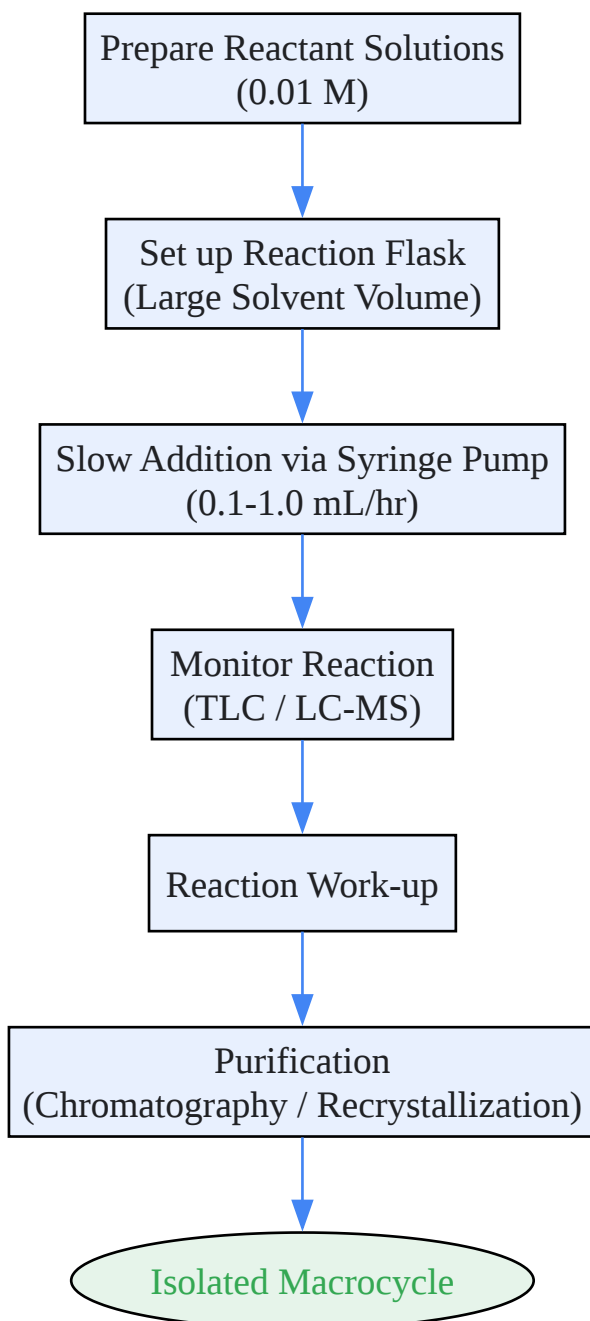 Prepare Reactant Solutions
(0.01 M)
Set up Reaction Flask
(Large Solvent Volume)
Slow Addition via Syringe Pump
(0.1-1.0 mL/hr)
Monitor Reaction
(TLC / LC-MS)
Reaction Work-up
Purification
(Chromatography / Recrystallization)
Isolated Macrocycle